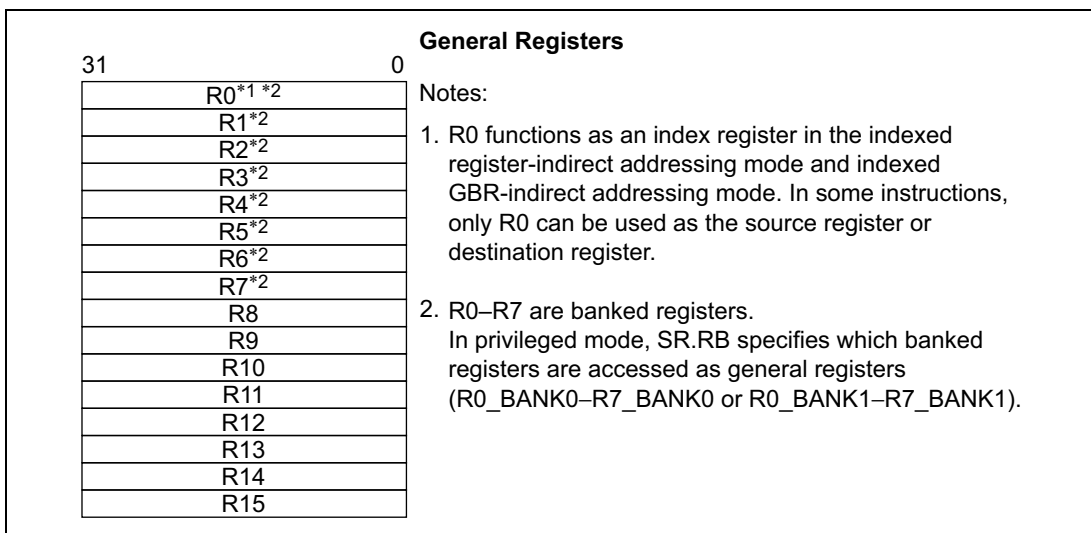 General Registers
31 0
R0*1 *2
R1*2
R2*2
R3*2
R4*2
R5*2
R6*2
R7*2
R8
R9
R10
R11
R12
R13
R14
R15
Notes:
1. R0 functions as an index register in the indexed
register-indirect addressing mode and indexed
GBR-indirect addressing mode. In some instructions,
only R0 can be used as the source register or
destination register.
2. R0–R7 are banked registers.
In privileged mode, SR.RB specifies which banked
registers are accessed as general registers
(R0_BANK0–R7_BANK0 or R0_BANK1–R7_BANK1).